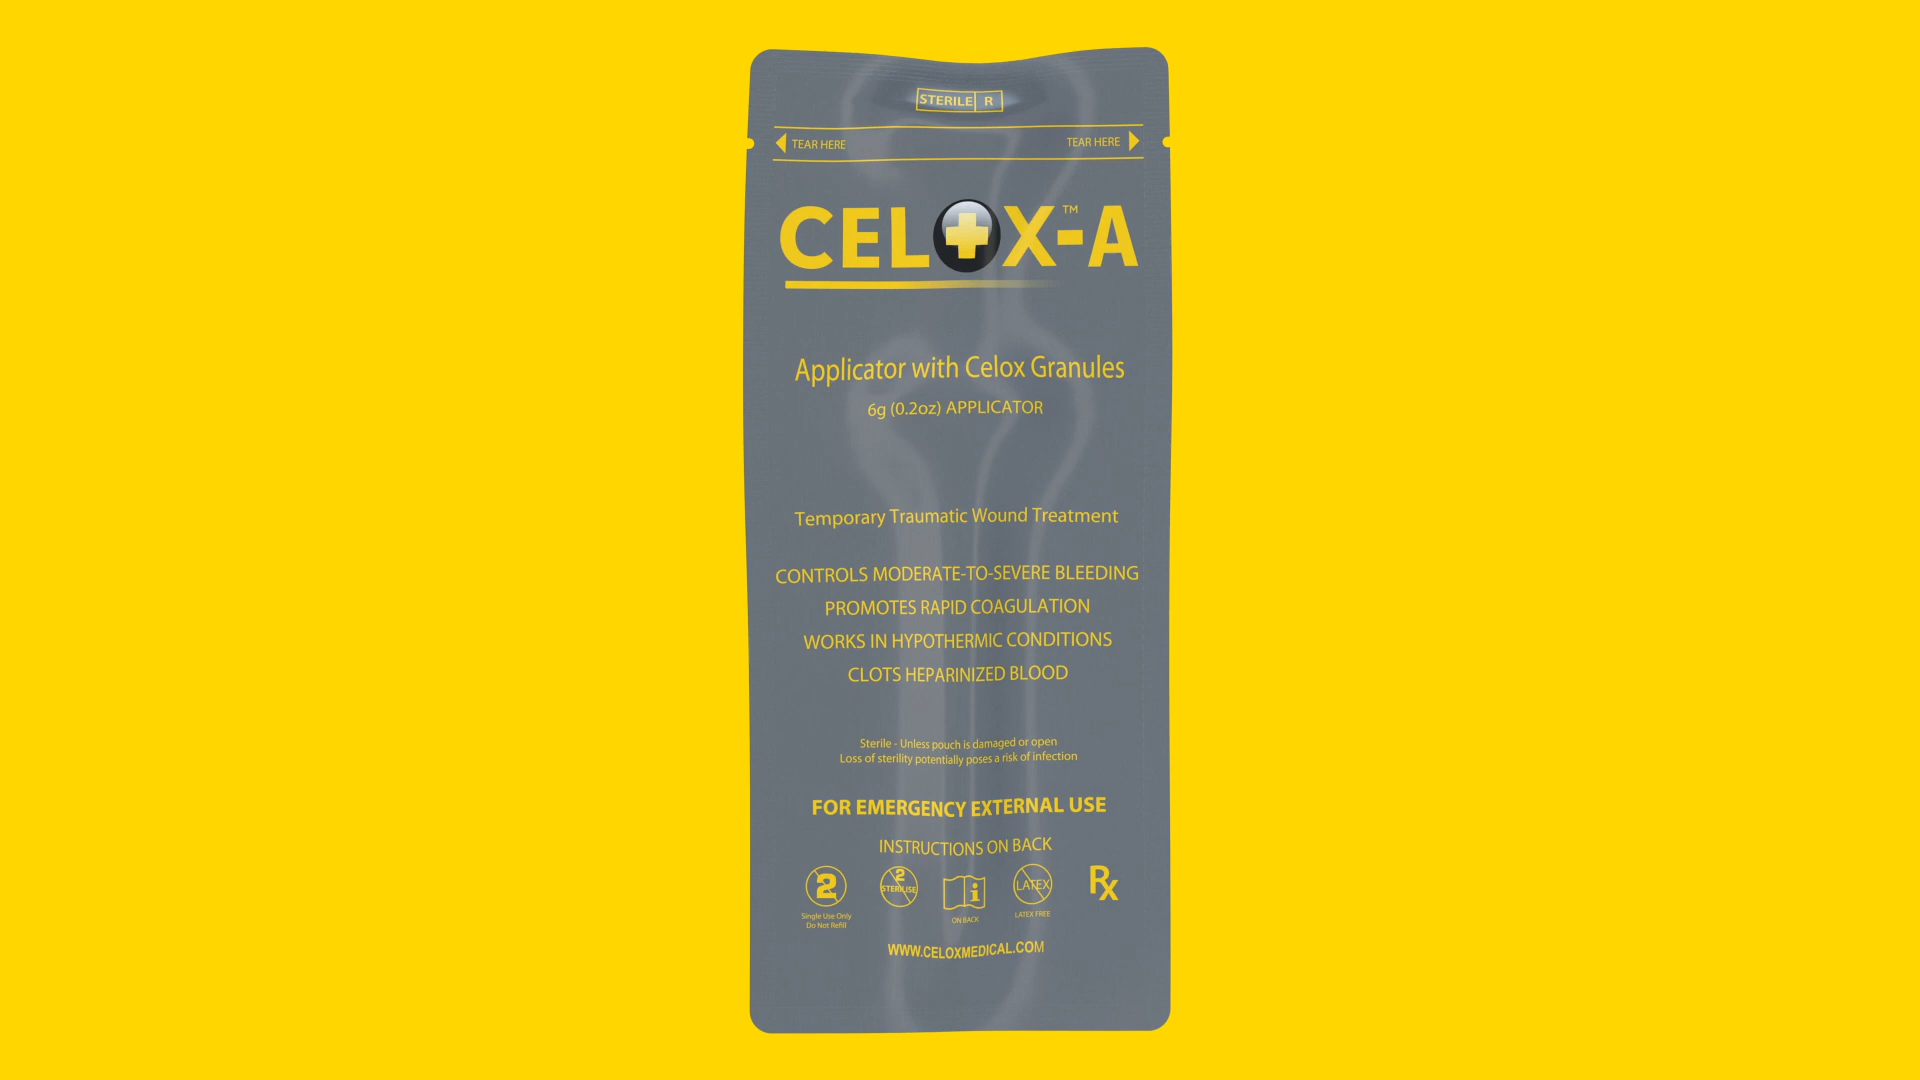 STERILE R
TEAR HERE TEAR HERE
CELOX™-A
Applicator with Celox Granules
6g (0.2oz) APPLICATOR
Temporary Traumatic Wound Treatment
CONTROLS MODERATE-TO-SEVERE BLEEDING
PROMOTES RAPID COAGULATION
WORKS IN HYPOTHERMIC CONDITIONS
CLOTS HEPARINIZED BLOOD
Sterile - Unless pouch is damaged or open
Loss of sterility potentially poses a risk of infection
FOR EMERGENCY EXTERNAL USE
INSTRUCTIONS ON BACK
2 2 STERILISE i LATEX Rx
Single Use Only
Do Not Refill
ON BACK
LATEX FREE
WWW.CELOXMEDICAL.COM